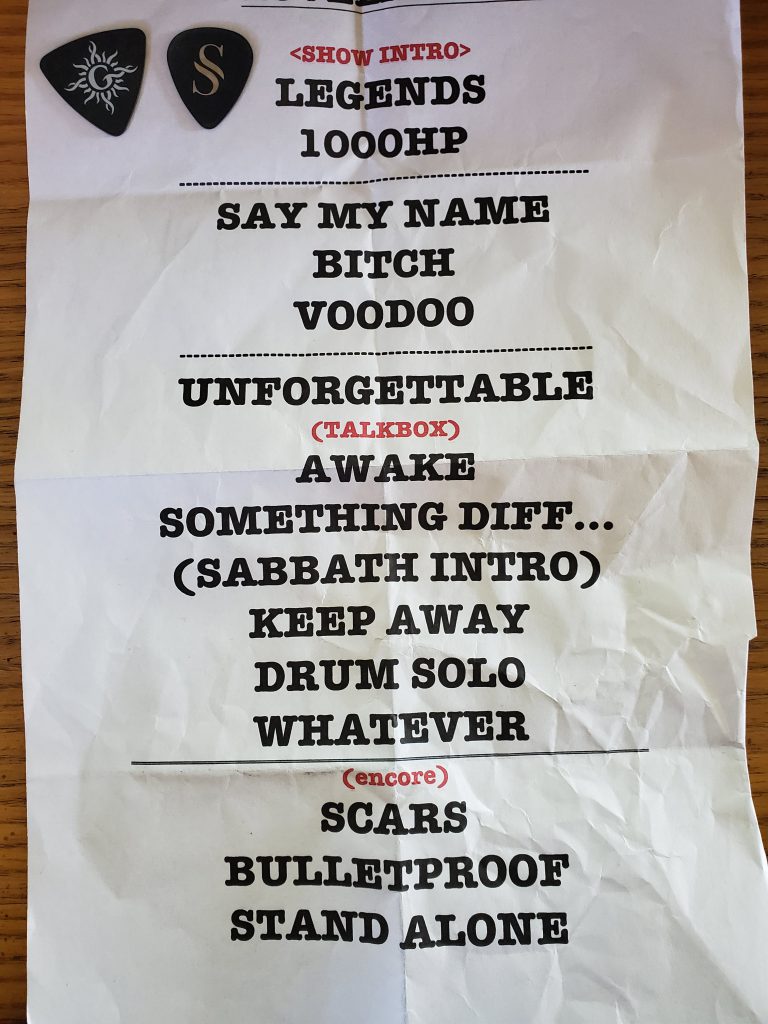 <SHOW INTRO>
G
S
LEGENDS
1000HP
SAY MY NAME
BITCH
VOODOO
UNFORGETTABLE
(TALKBOX)
AWAKE
SOMETHING DIFF...
(SABBATH INTRO)
KEEP AWAY
DRUM SOLO
WHATEVER
(encore)
SCARS
BULLETPROOF
STAND ALONE